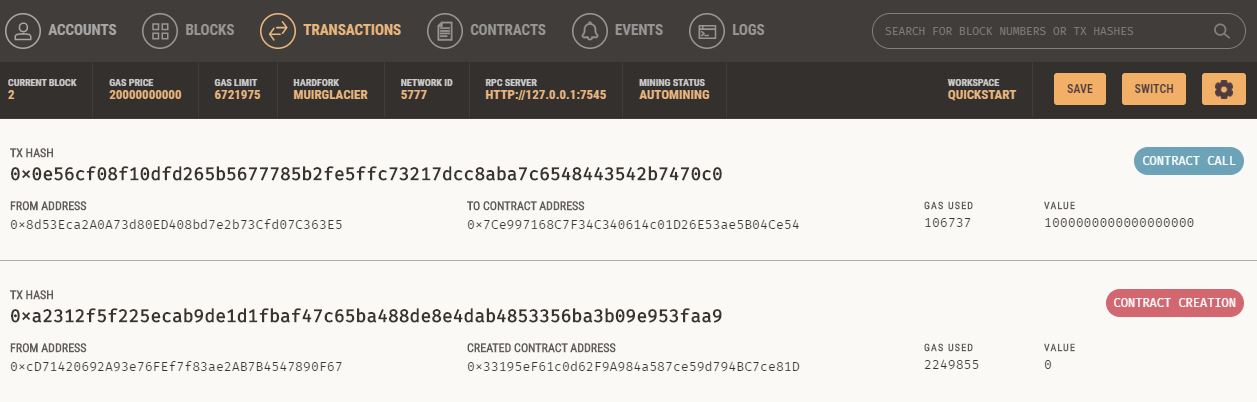 ACCOUNTS BLOCKS TRANSACTIONS CONTRACTS EVENTS LOGS SEARCH FOR BLOCK NUMBERS OR TX HASHES
CURRENT BLOCK GAS PRICE GAS LIMIT HARDFORK NETWORK ID RPC SERVER MINING STATUS WORKSPACE SAVE SWITCH
2 20000000000 6721975 MUIRGLACIER 5777 HTTP://127.0.0.1:7545 AUTOMINING QUICKSTART
TX HASH
0×0e56cf08f10dfd265b5677785b2fe5ffc73217dcc8aba7c6548443542b7470c0 CONTRACT CALL
FROM ADDRESS TO CONTRACT ADDRESS GAS USED VALUE
0×8d53Eca2A0A73d80ED408bd7e2b73Cfd07C363E5 0×7Ce997168C7F34C340614c01D26E53ae5B04Ce54 106737 1000000000000000000
TX HASH
0×a2312f5f225ecab9de1d1fbaf47c65ba488de8e4dab4853356ba3b09e953faa9 CONTRACT CREATION
FROM ADDRESS CREATED CONTRACT ADDRESS GAS USED VALUE
0×cD71420692A93e76FEf7f83ae2AB7B4547890F67 0×33195eF61c0d62F9A984a587ce59d794BC7ce81D 2249855 0